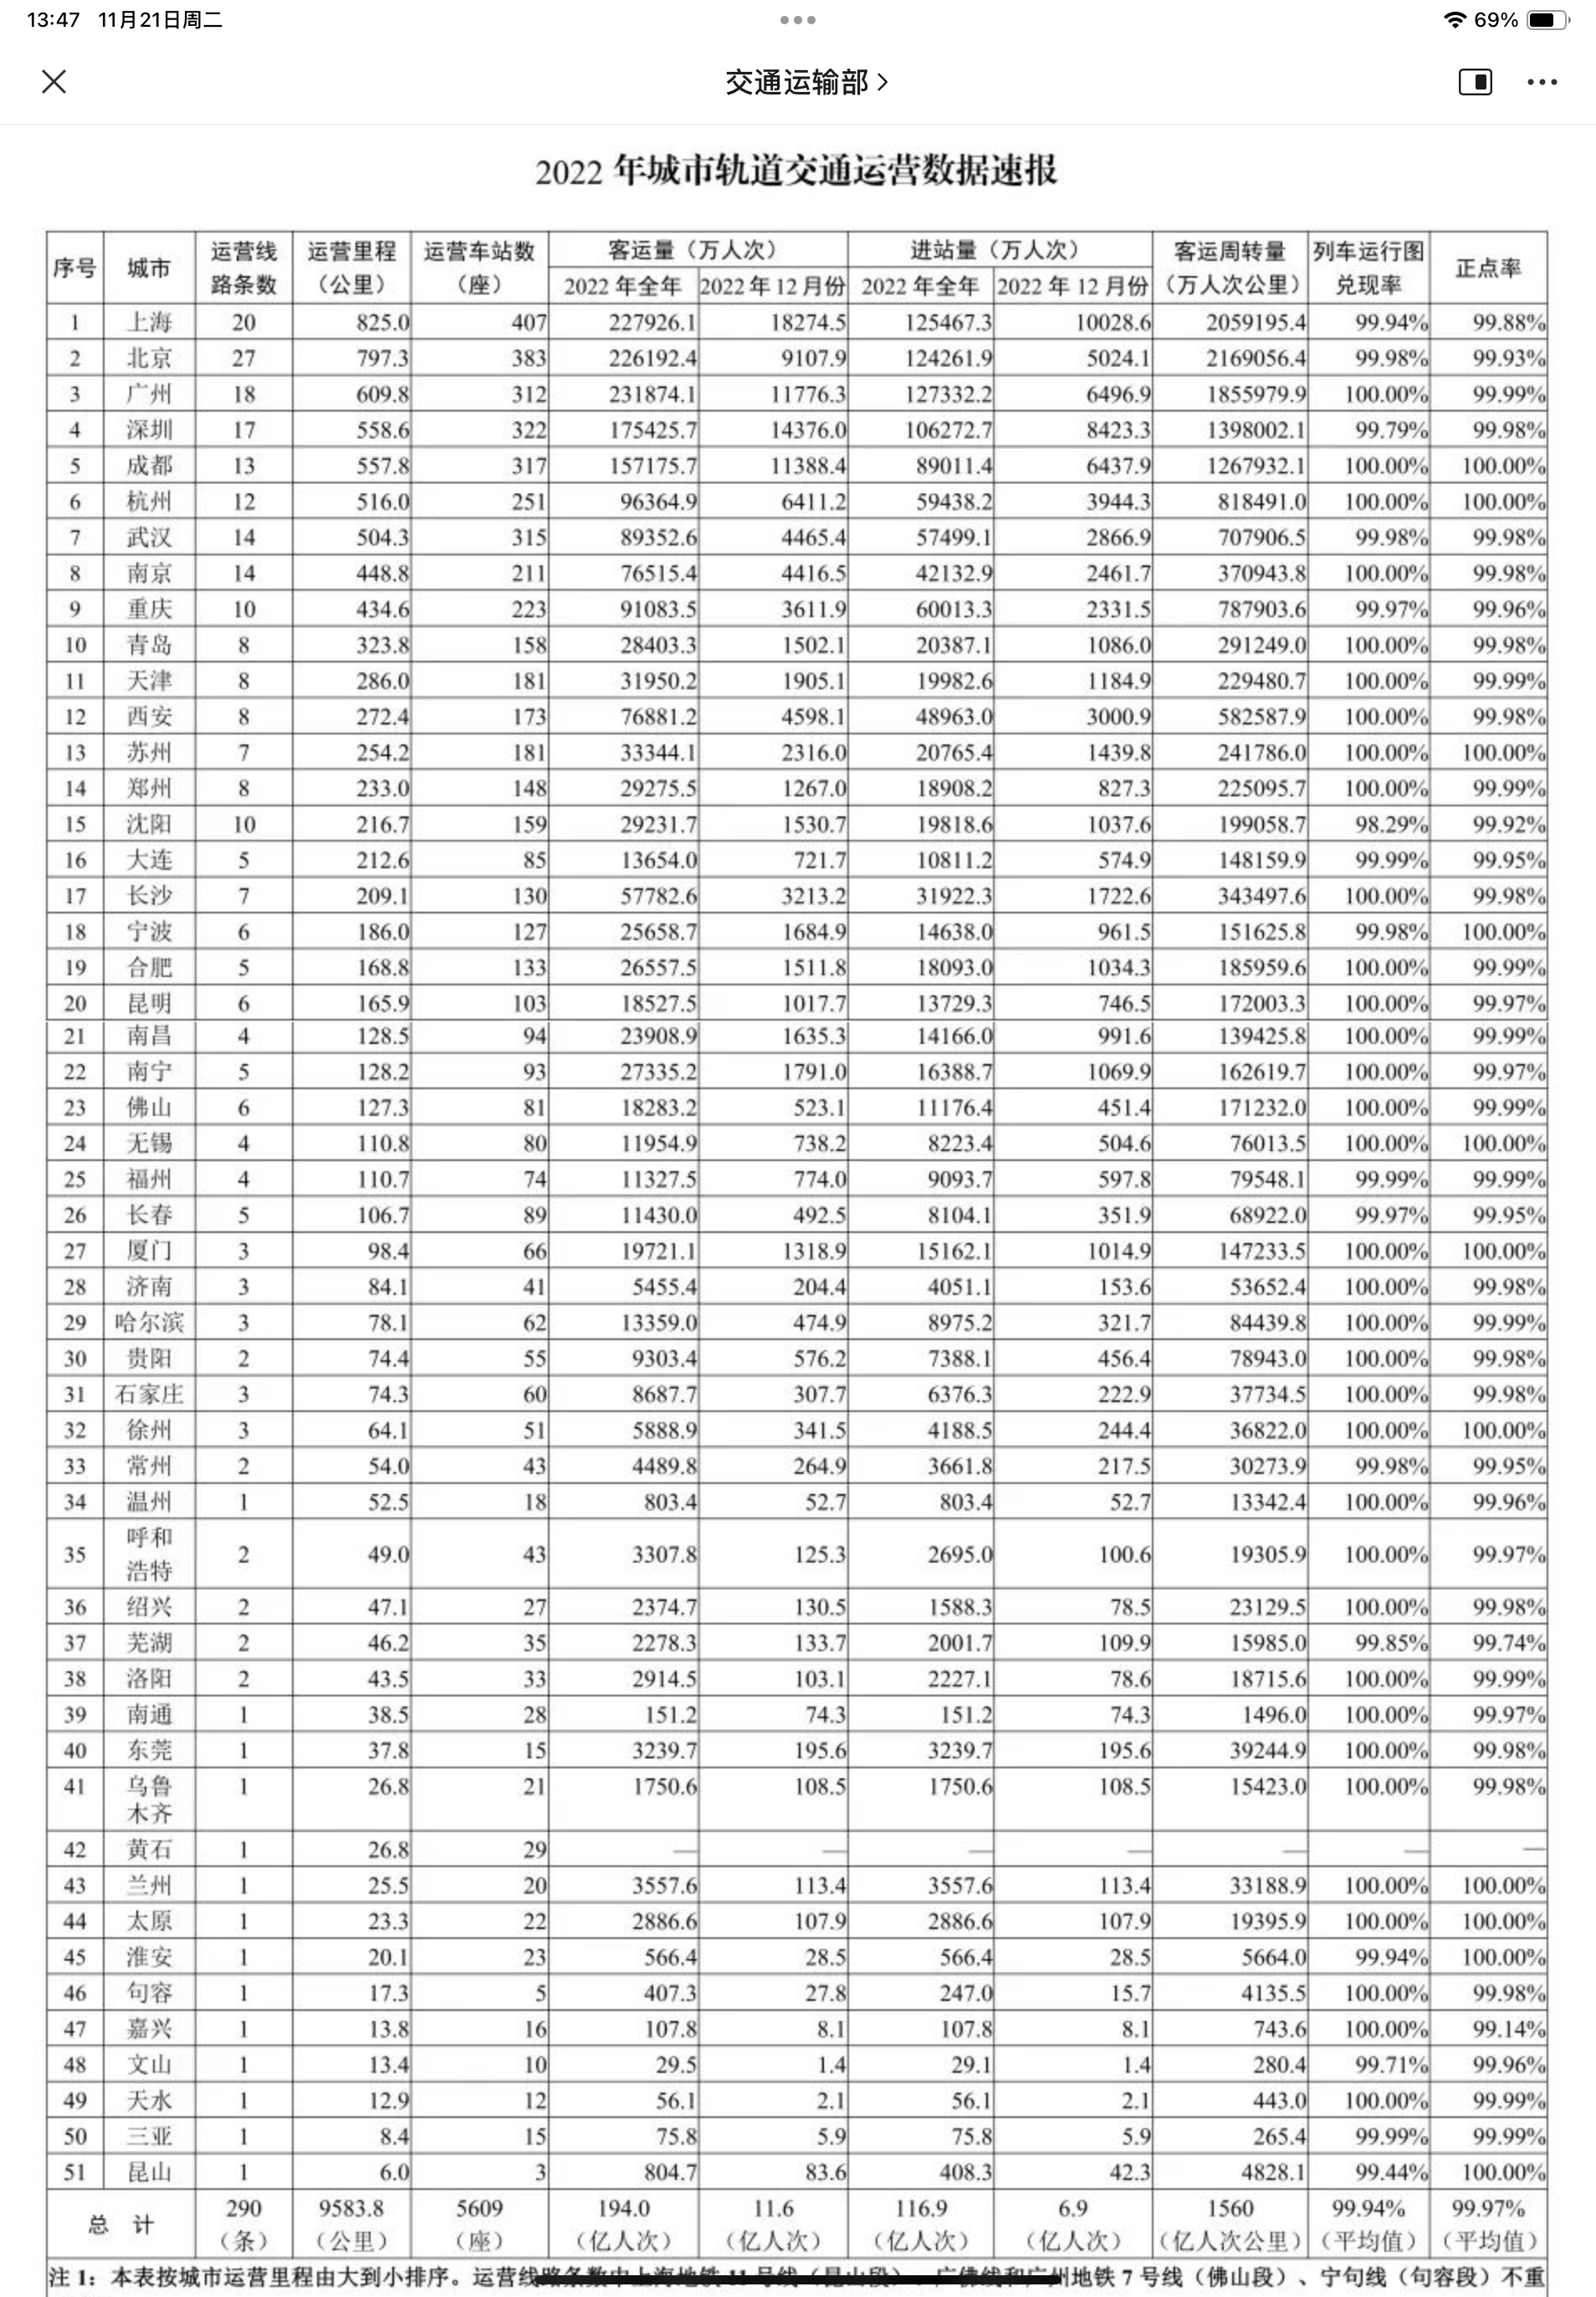 13:47 11月21日周二 69%
交通运输部
2022 年城市轨道交通运营数据速报
序号 城市 运营线路条数 运营里程（公里） 运营车站数（座） 客运量（万人次） 进站量（万人次） 客运周转量（万人次公里） 列车运行图兑现率 正点率
2022 年全年 2022 年 12 月份 2022 年全年 2022 年 12 月份
1 上海 20 825.0 407 227926.1 18274.5 125467.3 10028.6 2059195.4 99.94% 99.88%
2 北京 27 797.3 383 226192.4 9107.9 124261.9 5024.1 2169056.4 99.98% 99.93%
3 广州 18 609.8 312 231874.1 11776.3 127332.2 6496.9 1855979.9 100.00% 99.99%
4 深圳 17 558.6 322 175425.7 14376.0 106272.7 8423.3 1398002.1 99.79% 99.98%
5 成都 13 557.8 317 157175.7 11388.4 89011.4 6437.9 1267932.1 100.00% 100.00%
6 杭州 12 516.0 251 96364.9 6411.2 59438.2 3944.3 818491.0 100.00% 100.00%
7 武汉 14 504.3 315 89352.6 4465.4 57499.1 2866.9 707906.5 99.98% 99.98%
8 南京 14 448.8 211 76515.4 4416.5 42132.9 2461.7 370943.8 100.00% 99.98%
9 重庆 10 434.6 223 91083.5 3611.9 60013.3 2331.5 787903.6 99.97% 99.96%
10 青岛 8 323.8 158 28403.3 1502.1 20387.1 1086.0 291249.0 100.00% 99.98%
11 天津 8 286.0 181 31950.2 1905.1 19982.6 1184.9 229480.7 100.00% 99.99%
12 西安 8 272.4 173 76881.2 4598.1 48963.0 3000.9 582587.9 100.00% 99.98%
13 苏州 7 254.2 181 33344.1 2316.0 20765.4 1439.8 241786.0 100.00% 100.00%
14 郑州 8 233.0 148 29275.5 1267.0 18908.2 827.3 225095.7 100.00% 99.99%
15 沈阳 10 216.7 159 29231.7 1530.7 19818.6 1037.6 199058.7 98.29% 99.92%
16 大连 5 212.6 85 13654.0 721.7 10811.2 574.9 148159.9 99.99% 99.95%
17 长沙 7 209.1 130 57782.6 3213.2 31922.3 1722.6 343497.6 100.00% 99.98%
18 宁波 6 186.0 127 25658.7 1684.9 14638.0 961.5 151625.8 99.98% 100.00%
19 合肥 5 168.8 133 26557.5 1511.8 18093.0 1034.3 185959.6 100.00% 99.99%
20 昆明 6 165.9 103 18527.5 1017.7 13729.3 746.5 172003.3 100.00% 99.97%
21 南昌 4 128.5 94 23908.9 1635.3 14166.0 991.6 139425.8 100.00% 99.99%
22 南宁 5 128.2 93 27335.2 1791.0 16388.7 1069.9 162619.7 100.00% 99.97%
23 佛山 6 127.3 81 18283.2 523.1 11176.4 451.4 171232.0 100.00% 99.99%
24 无锡 4 110.8 80 11954.9 738.2 8223.4 504.6 76013.5 100.00% 100.00%
25 福州 4 110.7 74 11327.5 774.0 9093.7 597.8 79548.1 99.99% 99.99%
26 长春 5 106.7 89 11430.0 492.5 8104.1 351.9 68922.0 99.97% 99.95%
27 厦门 3 98.4 66 19721.1 1318.9 15162.1 1014.9 147233.5 100.00% 100.00%
28 济南 3 84.1 41 5455.4 204.4 4051.1 153.6 53652.4 100.00% 99.98%
29 哈尔滨 3 78.1 62 13359.0 474.9 8975.2 321.7 84439.8 100.00% 99.99%
30 贵阳 2 74.4 55 9303.4 576.2 7388.1 456.4 78943.0 100.00% 99.98%
31 石家庄 3 74.3 60 8687.7 307.7 6376.3 222.9 37734.5 100.00% 99.98%
32 徐州 3 64.1 51 5888.9 341.5 4188.5 244.4 36822.0 100.00% 100.00%
33 常州 2 54.0 43 4489.8 264.9 3661.8 217.5 30273.9 99.98% 99.95%
34 温州 1 52.5 18 803.4 52.7 803.4 52.7 13342.4 100.00% 99.96%
35 呼和浩特 2 49.0 43 3307.8 125.3 2695.0 100.6 19305.9 100.00% 99.97%
36 绍兴 2 47.1 27 2374.7 130.5 1588.3 78.5 23129.5 100.00% 99.98%
37 芜湖 2 46.2 35 2278.3 133.7 2001.7 109.9 15985.0 99.85% 99.74%
38 洛阳 2 43.5 33 2914.5 103.1 2227.1 78.6 18715.6 100.00% 99.99%
39 南通 1 38.5 28 151.2 74.3 151.2 74.3 1496.0 100.00% 99.97%
40 东莞 1 37.8 15 3239.7 195.6 3239.7 195.6 39244.9 100.00% 99.98%
41 乌鲁木齐 1 26.8 21 1750.6 108.5 1750.6 108.5 15423.0 100.00% 99.98%
42 黄石 1 26.8 29 — — — — — — —
43 兰州 1 25.5 20 3557.6 113.4 3557.6 113.4 33188.9 100.00% 100.00%
44 太原 1 23.3 22 2886.6 107.9 2886.6 107.9 19395.9 100.00% 100.00%
45 淮安 1 20.1 23 566.4 28.5 566.4 28.5 5664.0 99.94% 100.00%
46 句容 1 17.3 5 407.3 27.8 247.0 15.7 4135.5 100.00% 99.98%
47 嘉兴 1 13.8 16 107.8 8.1 107.8 8.1 743.6 100.00% 99.14%
48 文山 1 13.4 10 29.5 1.4 29.1 1.4 280.4 99.71% 99.96%
49 天水 1 12.9 12 56.1 2.1 56.1 2.1 443.0 100.00% 99.99%
50 三亚 1 8.4 15 75.8 5.9 75.8 5.9 265.4 99.99% 99.99%
51 昆山 1 6.0 3 804.7 83.6 408.3 42.3 4828.1 99.44% 100.00%
总 计 290（条） 9583.8（公里） 5609（座） 194.0（亿人次） 11.6（亿人次） 116.9（亿人次） 6.9（亿人次） 1560（亿人次公里） 99.94%（平均值） 99.97%（平均值）
注 1：本表按城市运营里程由大到小排序。运营线路条数中上海地铁 11 号线（昆山段）、广佛线和广州地铁 7 号线（佛山段）、宁句线（句容段）不重